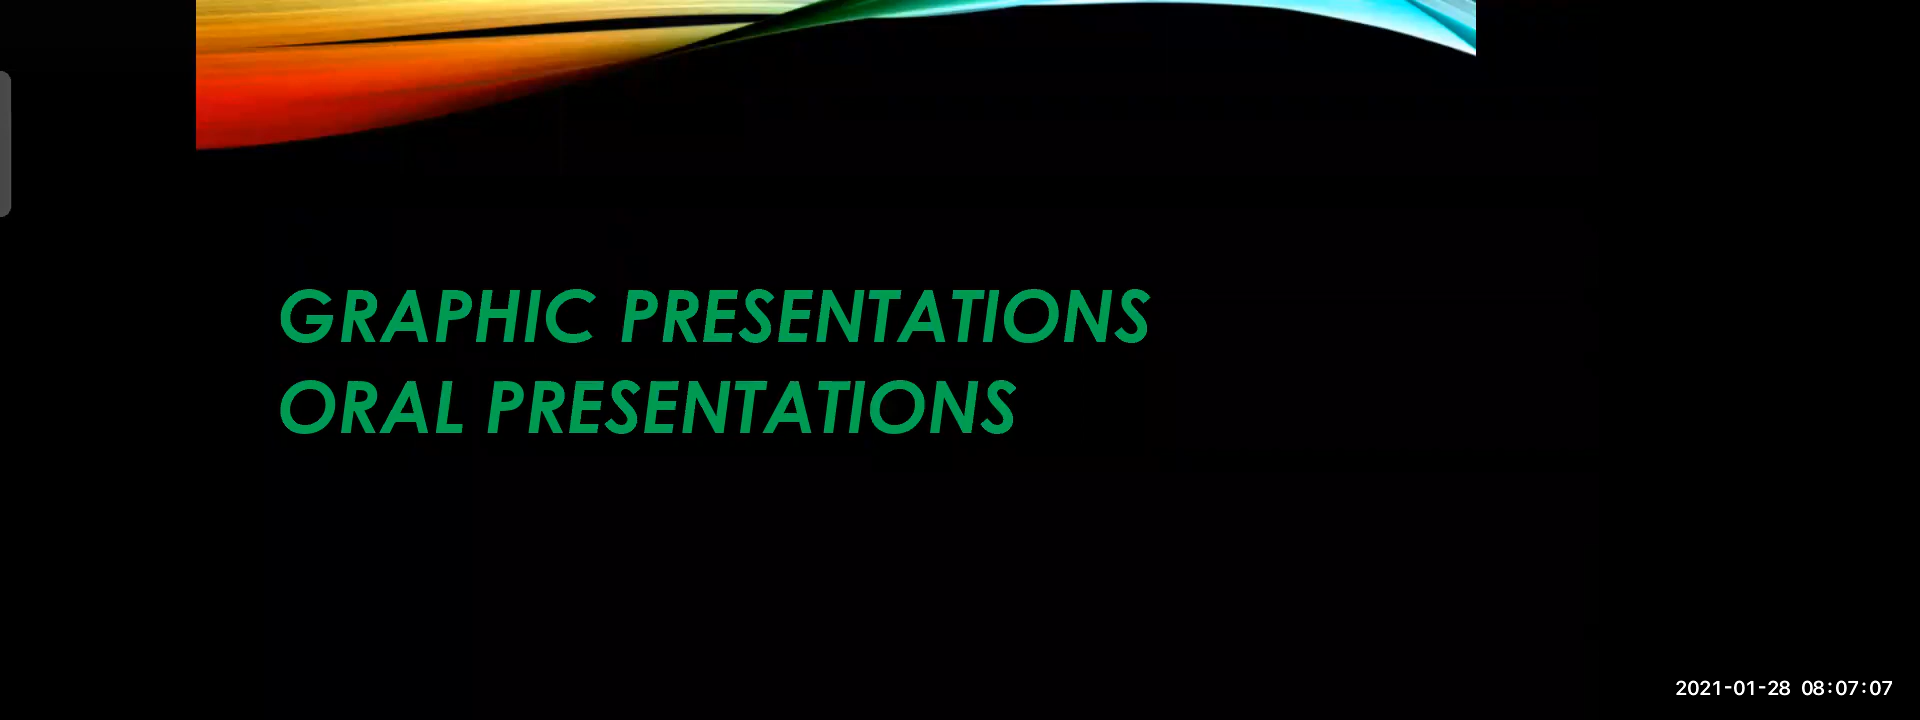 GRAPHIC PRESENTATIONS
ORAL PRESENTATIONS
2021-01-28 08:07:07